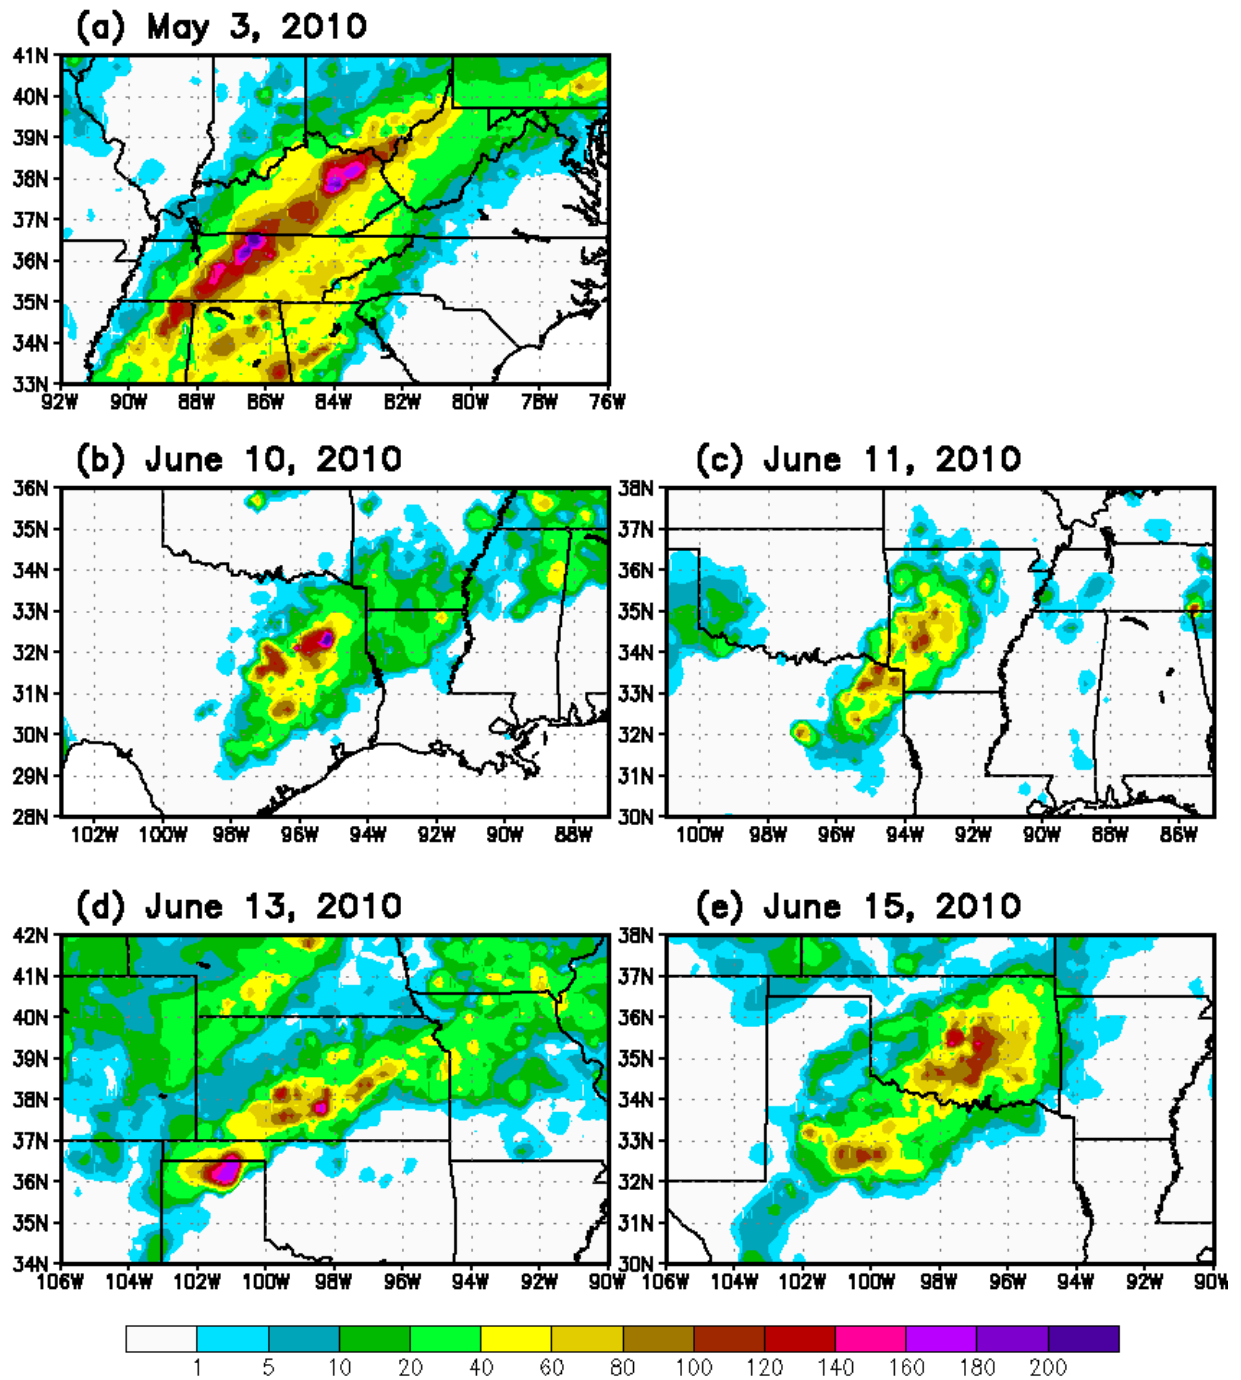 (a) May 3, 2010
41N
40N
39N
38N
37N
36N
35N
34N
33N
92W 90W 88W 86W 84W 82W 80W 78W 76W
(b) June 10, 2010
36N
35N
34N
33N
32N
31N
30N
29N
28N
102W 100W 98W 96W 94W 92W 90W 88W
(c) June 11, 2010
38N
37N
36N
35N
34N
33N
32N
31N
30N
100W 98W 96W 94W 92W 90W 88W 86W
(d) June 13, 2010
42N
41N
40N
39N
38N
37N
36N
35N
34N
106W 104W 102W 100W 98W 96W 94W 92W 90W
(e) June 15, 2010
38N
37N
36N
35N
34N
33N
32N
31N
30N
106W 104W 102W 100W 98W 96W 94W 92W 90W
1 5 10 20 40 60 80 100 120 140 160 180 200